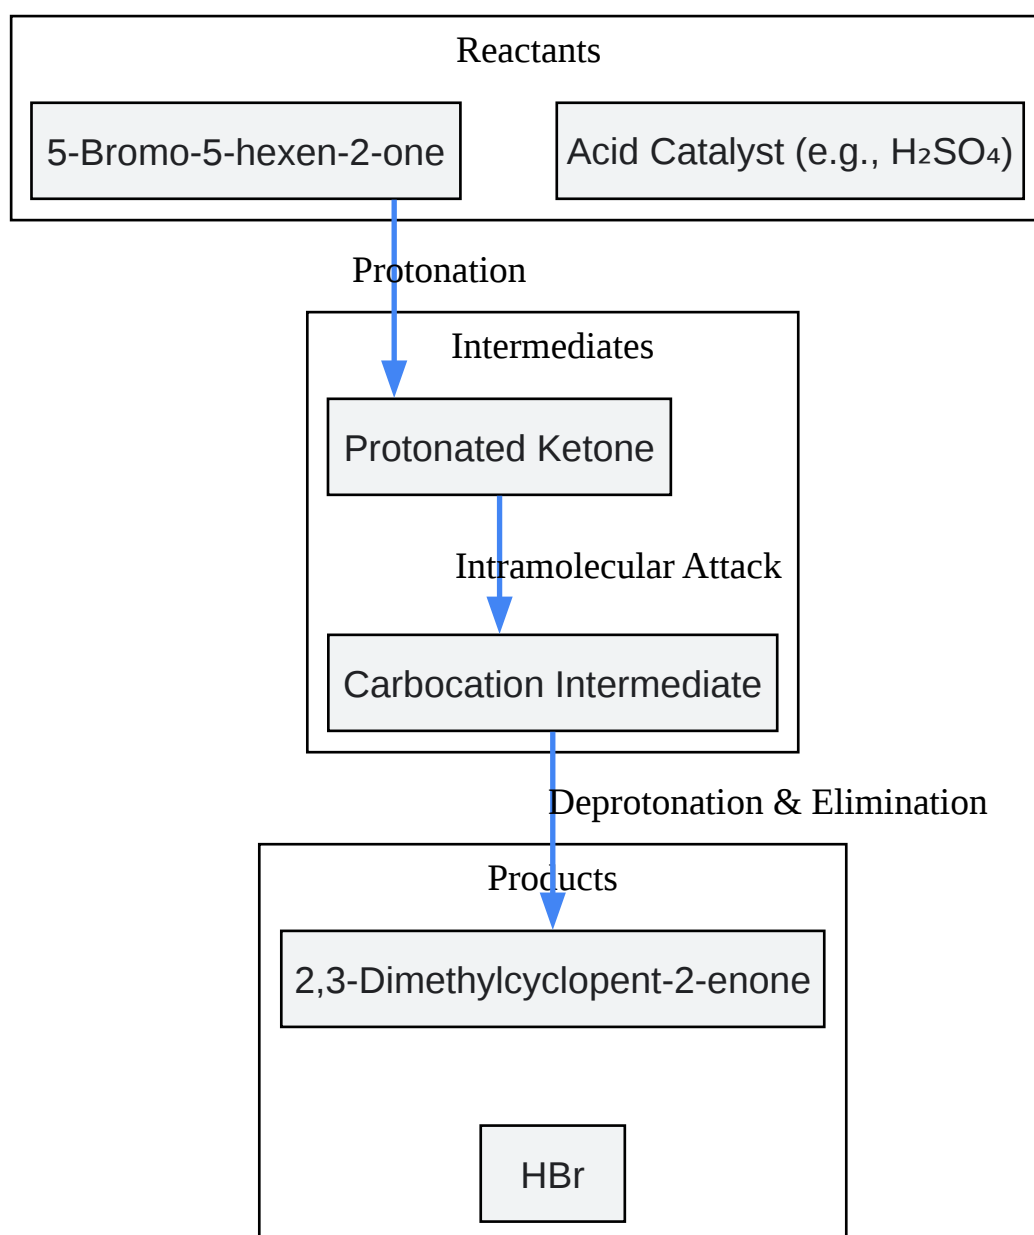 Reactants
5-Bromo-5-hexen-2-one
Acid Catalyst (e.g., H₂SO₄)
Protonation
Intermediates
Protonated Ketone
Intramolecular Attack
Carbocation Intermediate
Deprotonation & Elimination
Products
2,3-Dimethylcyclopent-2-enone
HBr